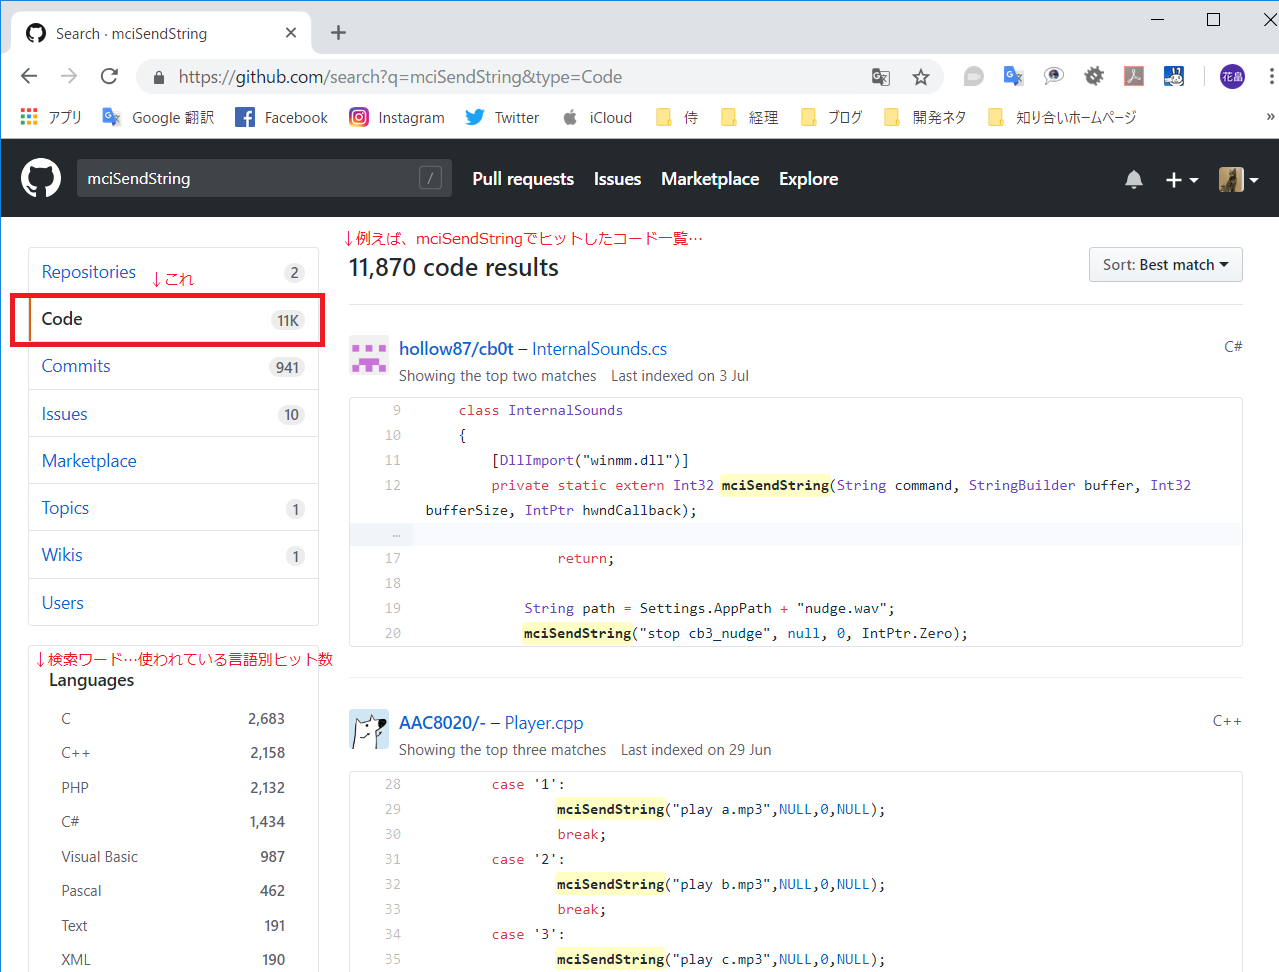 Search · mciSendString
https://github.com/search?q=mciSendString&type=Code
花畠
アプリ Google 翻訳 Facebook Instagram Twitter iCloud 侍 経理 ブログ 開発ネタ 知り合いホームページ »
mciSendString /
Pull requests Issues Marketplace Explore
↓例えば、mciSendStringでヒットしたコード一覧…
11,870 code results
Sort: Best match
Repositories 2
↓これ
Code 11K
Commits 941
Issues 10
Marketplace
Topics 1
Wikis 1
Users
↓検索ワード…使われている言語別ヒット数
Languages
C 2,683
C++ 2,158
PHP 2,132
C# 1,434
Visual Basic 987
Pascal 462
Text 191
XML 190
hollow87/cb0t – InternalSounds.cs
C#
Showing the top two matches Last indexed on 3 Jul
9 class InternalSounds
10 {
11 [DllImport("winmm.dll")]
12 private static extern Int32 mciSendString(String command, StringBuilder buffer, Int32
bufferSize, IntPtr hwndCallback);
…
17 return;
18
19 String path = Settings.AppPath + "nudge.wav";
20 mciSendString("stop cb3_nudge", null, 0, IntPtr.Zero);
AAC8020/- – Player.cpp
C++
Showing the top three matches Last indexed on 29 Jun
28 case '1':
29 mciSendString("play a.mp3",NULL,0,NULL);
30 break;
31 case '2':
32 mciSendString("play b.mp3",NULL,0,NULL);
33 break;
34 case '3':
35 mciSendString("play c.mp3",NULL,0,NULL);